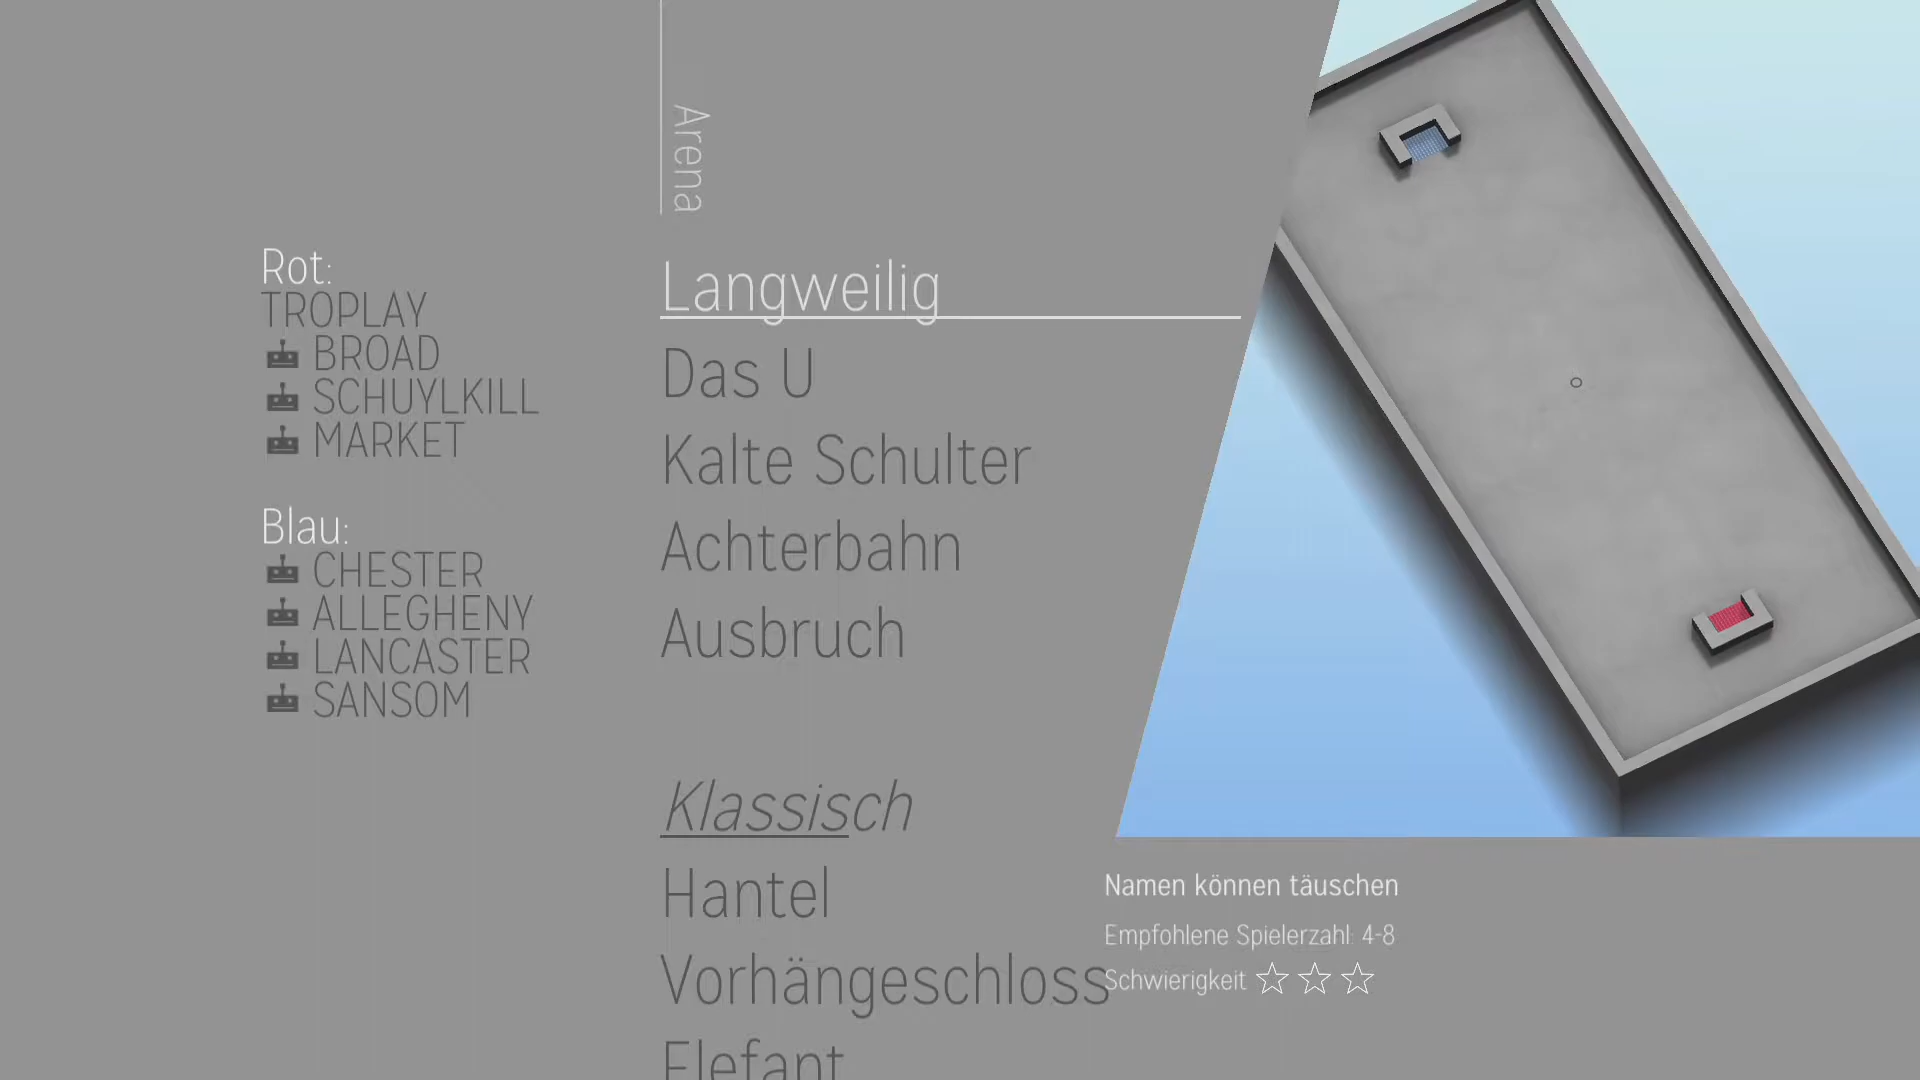 Arena
Rot:
TROPLAY
BROAD
SCHUYLKILL
MARKET
Blau:
CHESTER
ALLEGHENY
LANCASTER
SANSOM
Langweilig
Das U
Kalte Schulter
Achterbahn
Ausbruch
Klassisch
Hantel
Vorhängeschloss
Elefant
Namen können täuschen
Empfohlene Spielerzahl: 4-8
Schwierigkeit